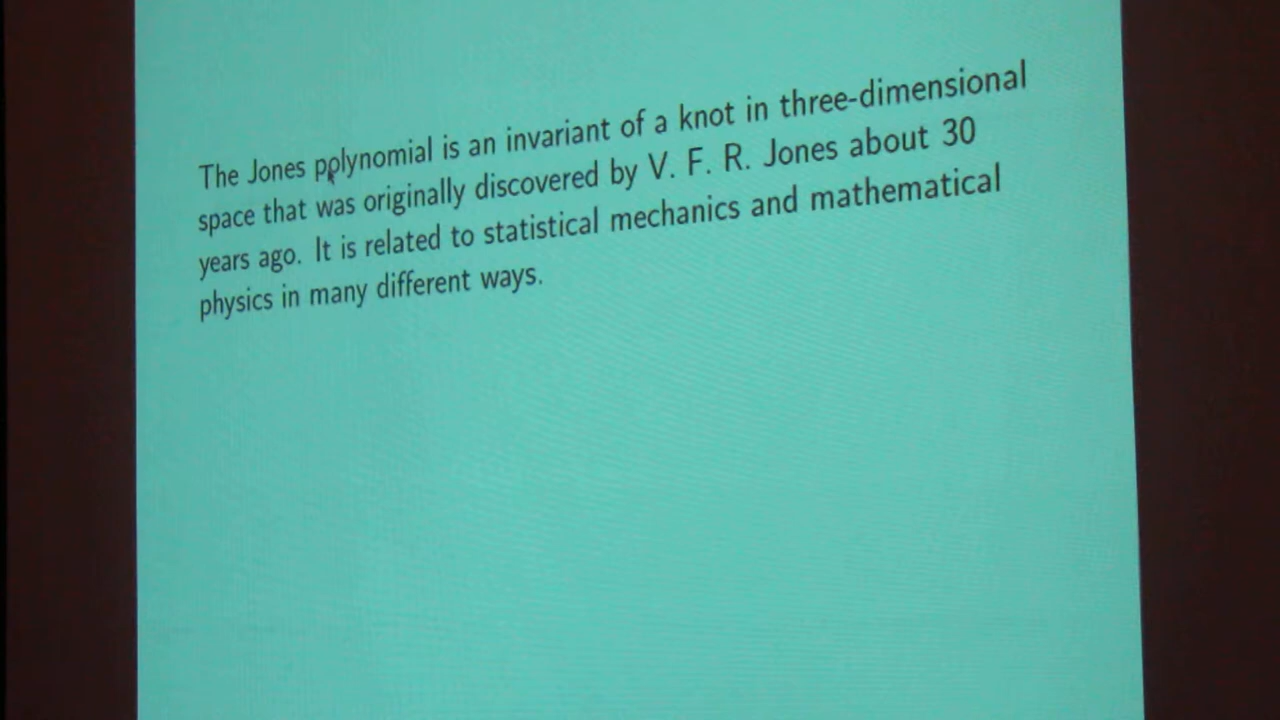 The Jones polynomial is an invariant of a knot in three-dimensional
space that was originally discovered by V. F. R. Jones about 30
years ago. It is related to statistical mechanics and mathematical
physics in many different ways.